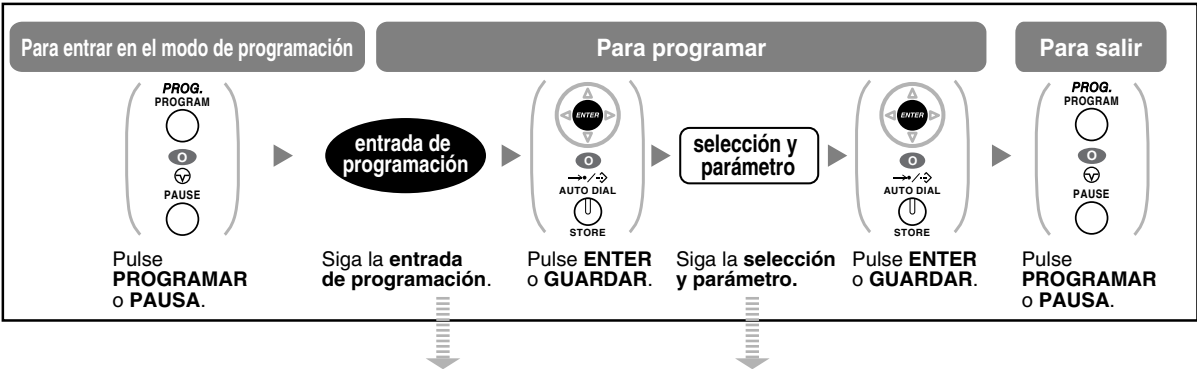 Para entrar en el modo de programación
Para programar
Para salir
PROG.
PROGRAM
O
PAUSE
entrada de
programación
ENTER
O
AUTO DIAL
STORE
selección y
parámetro
ENTER
O
AUTO DIAL
STORE
PROG.
PROGRAM
O
PAUSE
Pulse
PROGRAMAR
o PAUSA.
Siga la entrada
de programación.
Pulse ENTER
o GUARDAR.
Siga la selección
y parámetro.
Pulse ENTER
o GUARDAR.
Pulse
PROGRAMAR
o PAUSA.